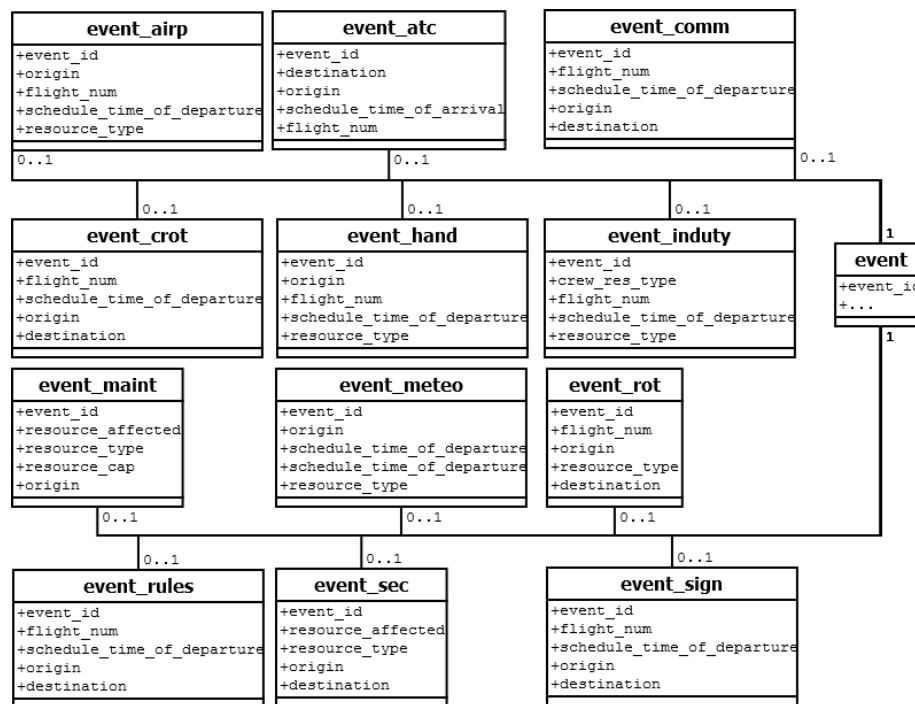 event_airp
+event_id
+origin
+flight_num
+schedule_time_of_departure
+resource_type
0..1
event_atc
+event_id
+destination
+origin
+schedule_time_of_arrival
+flight_num
0..1
event_comm
+event_id
+flight_num
+schedule_time_of_departure
+origin
+destination
0..1
0..1
event_crot
+event_id
+flight_num
+schedule_time_of_departure
+origin
+destination
0..1
event_hand
+event_id
+origin
+flight_num
+schedule_time_of_departure
+resource_type
0..1
event_induty
+event_id
+crew_res_type
+flight_num
+schedule_time_of_departure
+resource_type
1
event
+event_id
+...
1
event_maint
+event_id
+resource_affected
+resource_type
+resource_cap
+origin
0..1
event_meteo
+event_id
+origin
+schedule_time_of_departure
+schedule_time_of_departure
+resource_type
0..1
event_rot
+event_id
+flight_num
+origin
+resource_type
+destination
0..1
0..1
event_rules
+event_id
+flight_num
+schedule_time_of_departure
+origin
+destination
0..1
event_sec
+event_id
+resource_affected
+resource_type
+origin
+destination
0..1
event_sign
+event_id
+flight_num
+schedule_time_of_departure
+origin
+destination